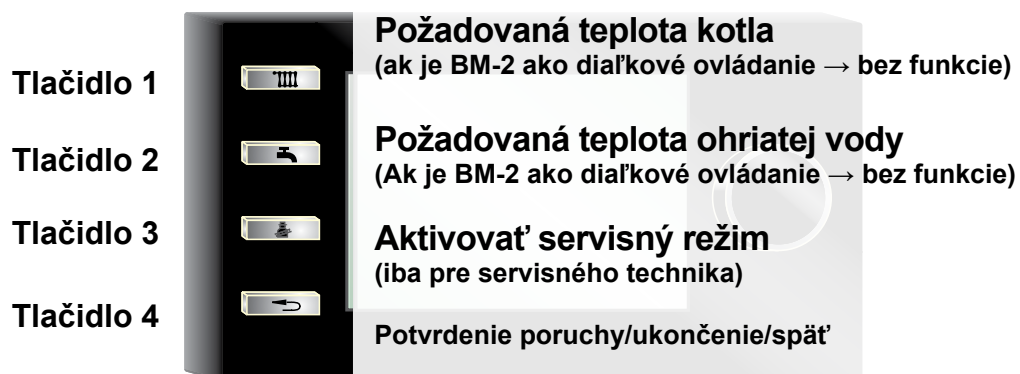 Požadovaná teplota kotla
(ak je BM-2 ako diaľkové ovládanie → bez funkcie)
Tlačidlo 1
Požadovaná teplota ohriatej vody
(Ak je BM-2 ako diaľkové ovládanie → bez funkcie)
Tlačidlo 2
Tlačidlo 3
Aktivovať servisný režim
(iba pre servisného technika)
Tlačidlo 4
Potvrdenie poruchy/ukončenie/späť